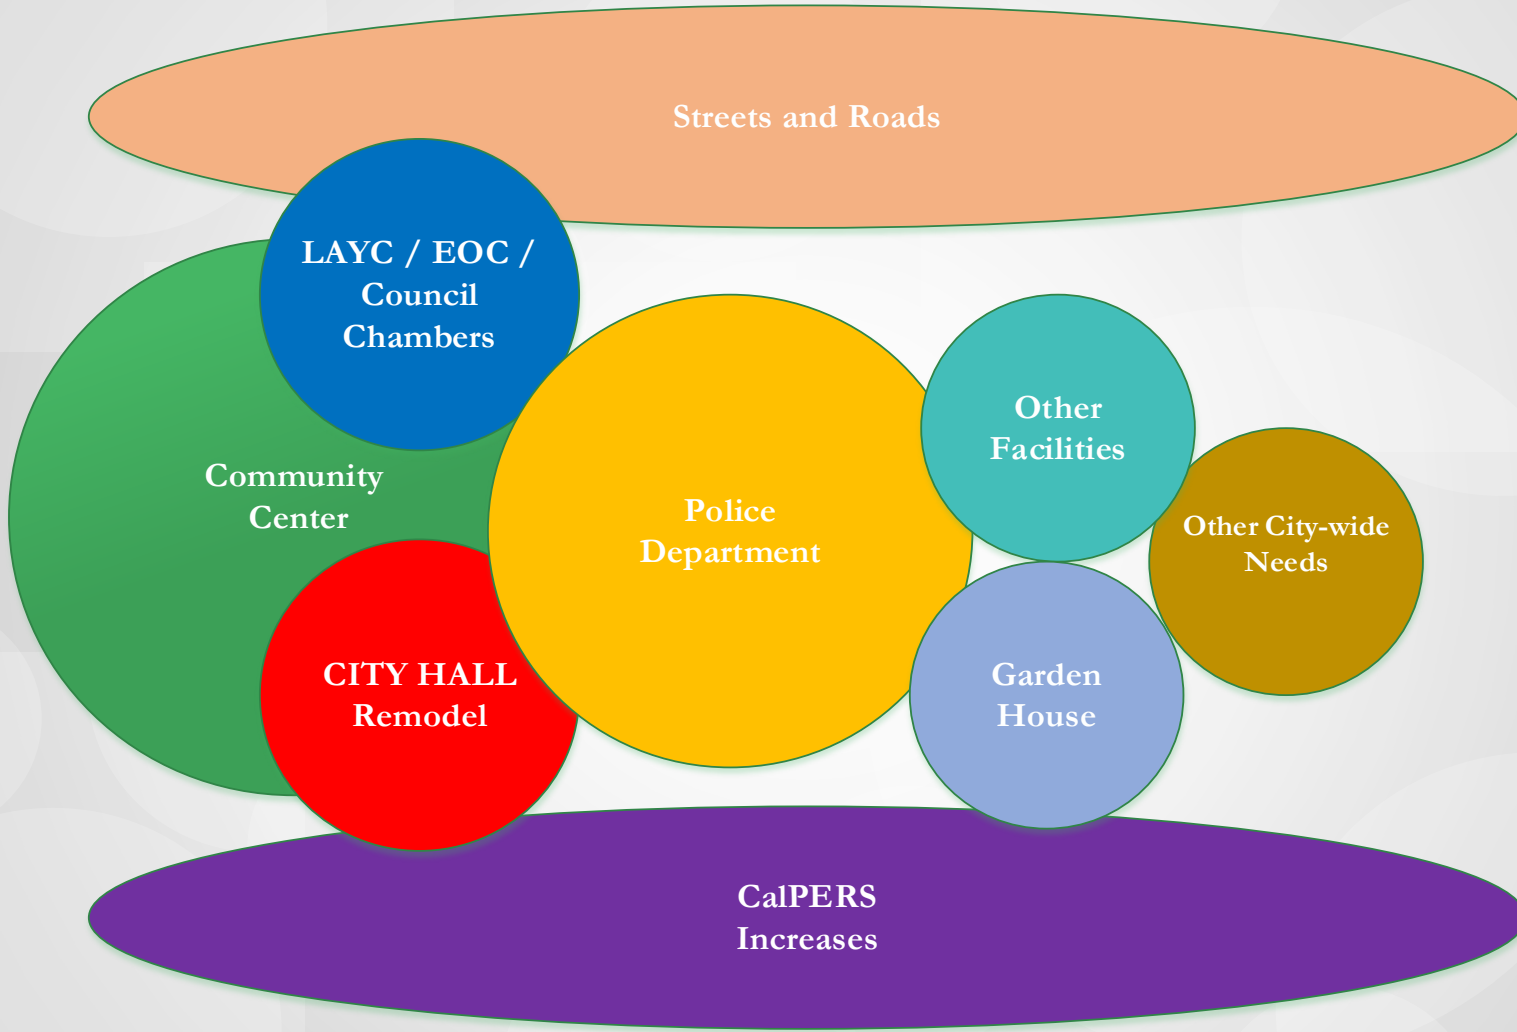 Streets and Roads
LAYC / EOC /
Council
Chambers
Community
Center
CITY HALL
Remodel
Police
Department
Other
Facilities
Other City-wide
Needs
Garden
House
CalPERS
Increases